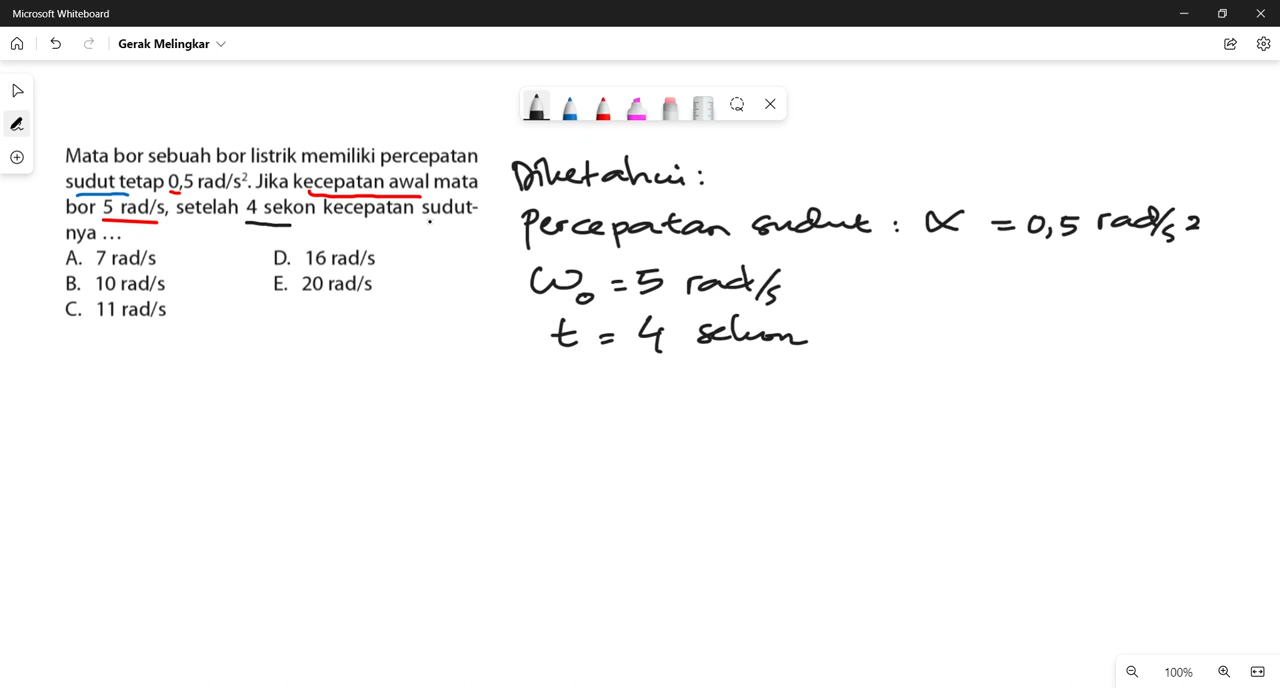 Microsoft Whiteboard
Gerak Melingkar
Mata bor sebuah bor listrik memiliki percepatan
sudut tetap 0,5 rad/s². Jika kecepatan awal mata
bor 5 rad/s, setelah 4 sekon kecepatan sudut-
nya ...
A. 7 rad/s
B. 10 rad/s
C. 11 rad/s
D. 16 rad/s
E. 20 rad/s
Diketahui :
Percepatan sudut : α = 0,5 rad/s²
ω₀ = 5 rad/s
t = 4 sekon
100%